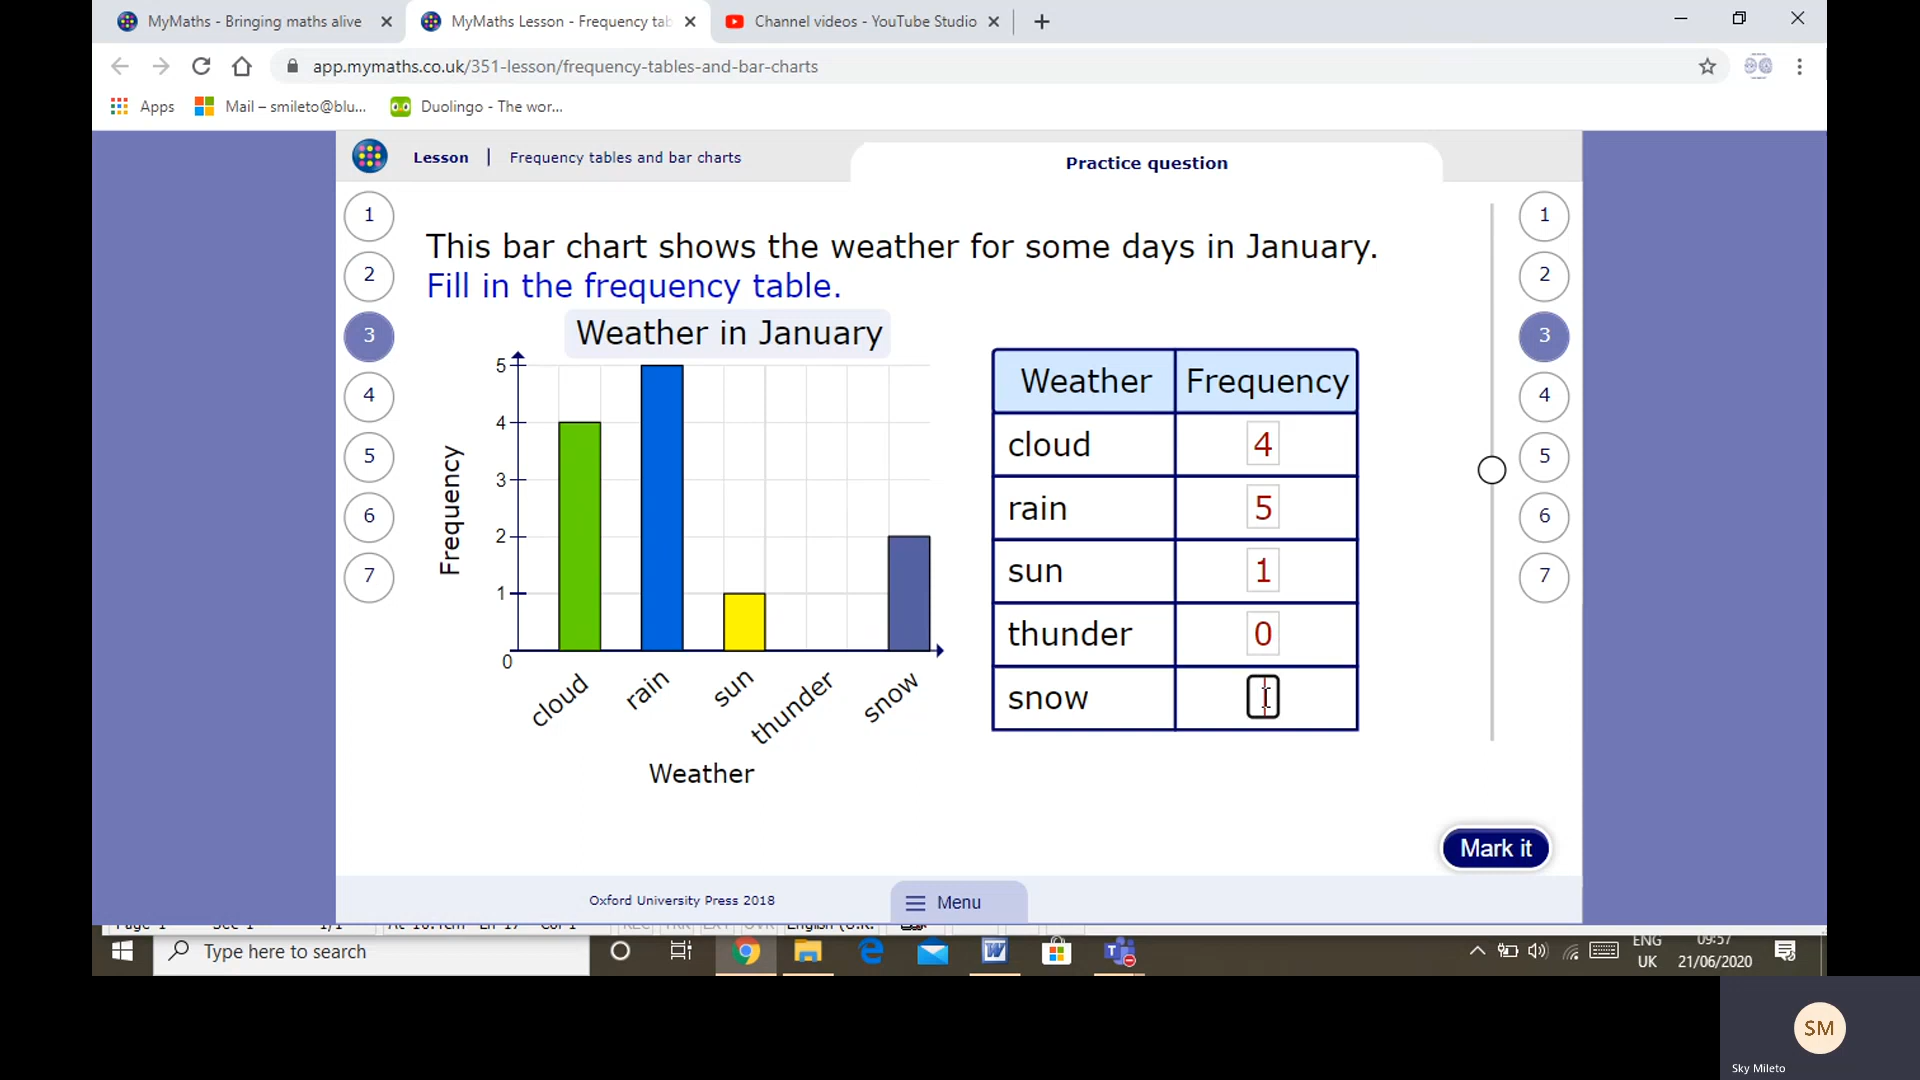 MyMaths - Bringing maths alive
MyMaths Lesson - Frequency tab
Channel videos - YouTube Studio
app.mymaths.co.uk/351-lesson/frequency-tables-and-bar-charts
Apps
Mail – smileto@blu...
Duolingo - The wor...
Lesson | Frequency tables and bar charts
Practice question
1
2
3
4
5
6
7
This bar chart shows the weather for some days in January.
Fill in the frequency table.
Weather in January
Frequency
5
4
3
2
1
0
cloud
rain
sun
thunder
snow
Weather
Weather Frequency
cloud 4
rain 5
sun 1
thunder 0
snow
1
2
3
4
5
6
7
Mark it
Oxford University Press 2018
Menu
Type here to search
ENG
UK
09:57
21/06/2020
SM
Sky Mileto